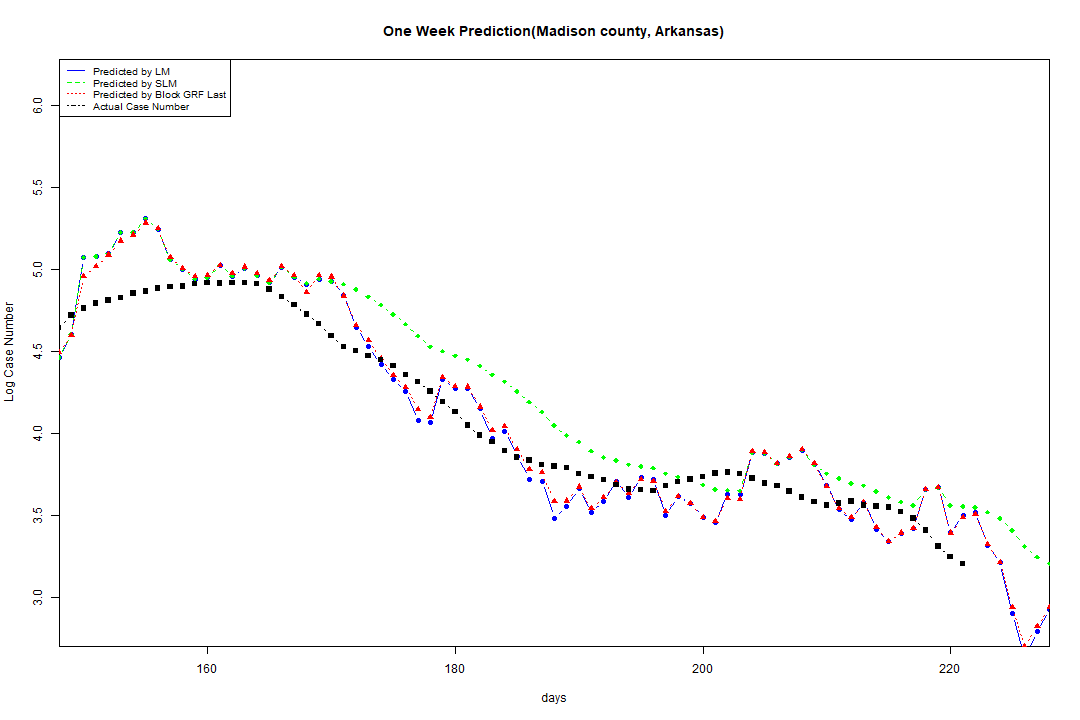 One Week Prediction(Madison county, Arkansas)
Predicted by LM
Predicted by SLM
Predicted by Block GRF Last
Actual Case Number
6.0
5.5
5.0
4.5
4.0
3.5
3.0
Log Case Number
160 180 200 220
days